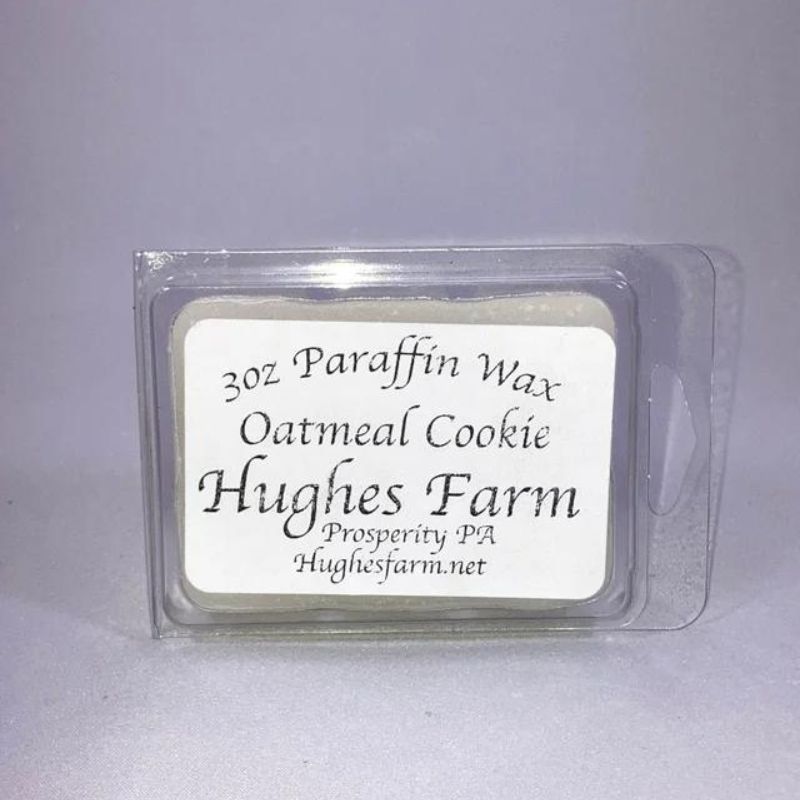 3oz Paraffin Wax
Oatmeal Cookie
Hughes Farm
Prosperity PA
Hughesfarm.net